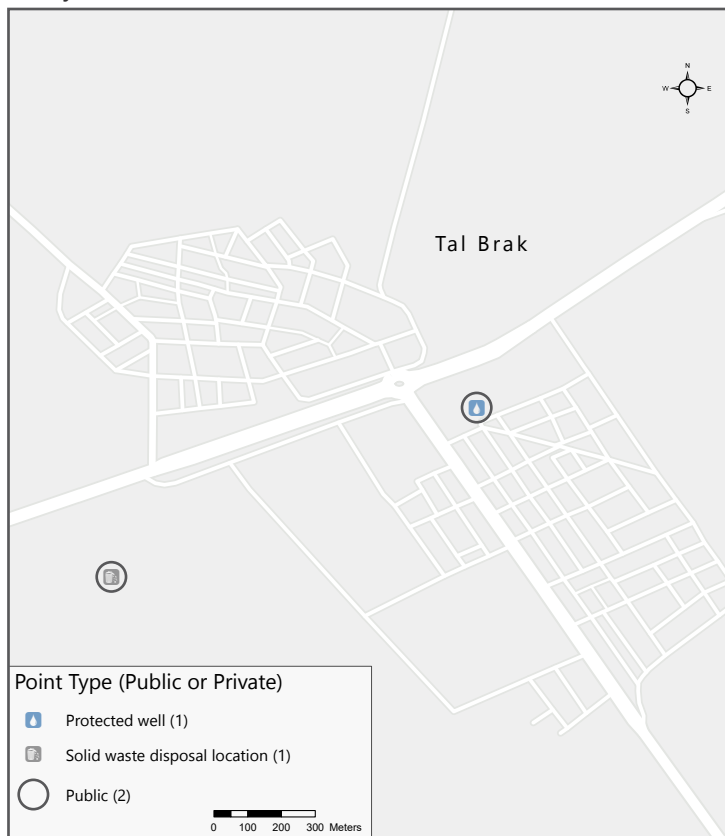 N
W E
S
Tal Brak
Point Type (Public or Private)
Protected well (1)
Solid waste disposal location (1)
Public (2)
0 100 200 300 Meters